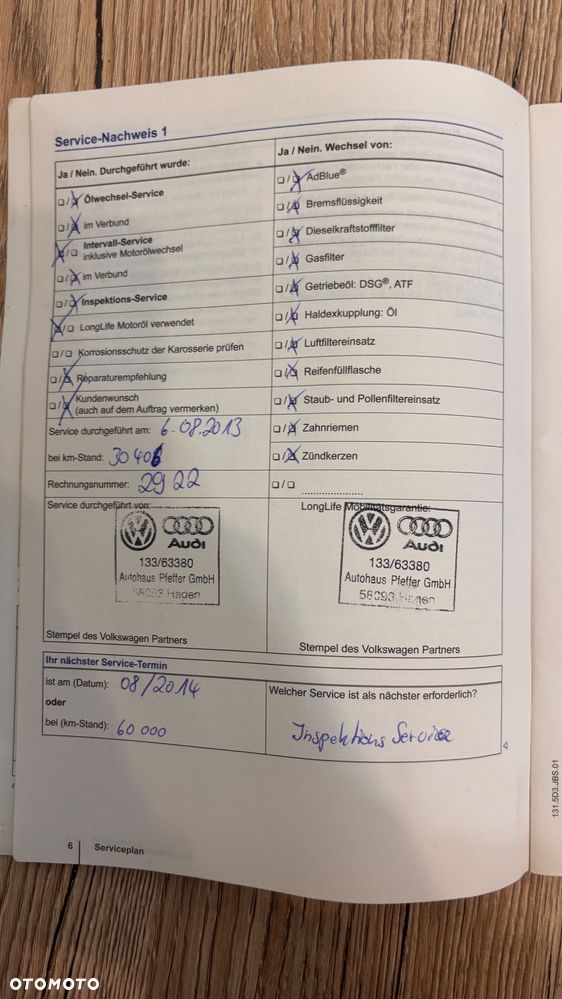 Service-Nachweis 1
Ja / Nein. Durchgeführt wurde:
Ölwechsel-Service
im Verbund
Intervall-Service
inklusive Motorölwechsel
im Verbund
Inspektions-Service
LongLife Motoröl verwendet
Korrosionsschutz der Karosserie prüfen
Reparaturempfehlung
Kundenwunsch
(auch auf dem Auftrag vermerken)
Service durchgeführt am: 6.08.2013
bei km-Stand: 30406
Rechnungsnummer: 2922
Service durchgeführt von:
Audi
133/63380
Autohaus Pfeffer GmbH
Hagen
Stempel des Volkswagen Partners
Ja / Nein. Wechsel von:
AdBlue®
Bremsflüssigkeit
Dieselkraftstofffilter
Gasfilter
Getriebeöl: DSG®, ATF
Haldexkupplung: Öl
Luftfiltereinsatz
Reifenfüllflasche
Staub- und Pollenfiltereinsatz
Zahnriemen
Zündkerzen
LongLife Mobilitätsgarantie:
Audi
133/63380
Autohaus Pfeffer GmbH
Hagen
Stempel des Volkswagen Partners
Ihr nächster Service-Termin
ist am (Datum): 08/2014
oder
bei (km-Stand): 60 000
Welcher Service ist als nächster erforderlich?
Inspektions Service
6 Serviceplan
131.5D3.JBS.01
OTOMOTO